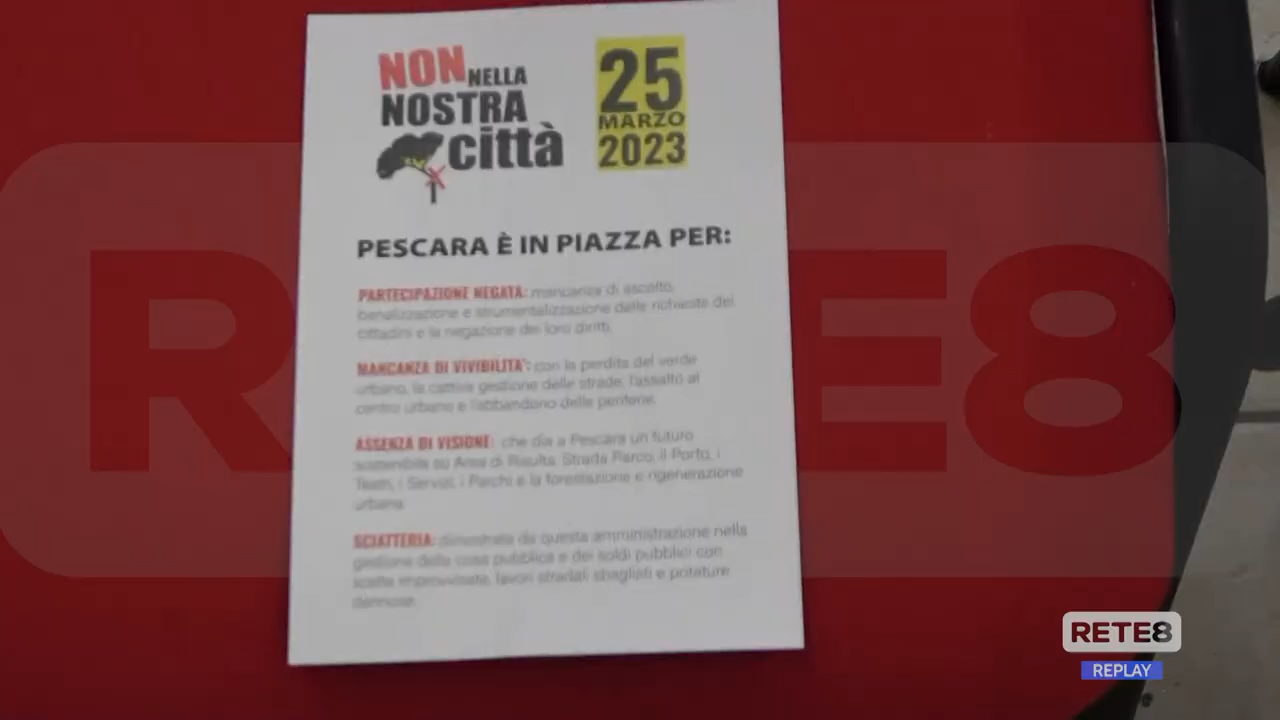 NON NELLA
NOSTRA
città
25
MARZO
2023
PESCARA È IN PIAZZA PER:
PARTECIPAZIONE NEGATA: mancanza di ascolto,
banalizzazione e strumentalizzazione delle richieste dei
cittadini e la negazione dei loro diritti.
MANCANZA DI VIVIBILITA': con la perdita del verde
urbano, la cattiva gestione delle strade, l'assalto al
centro urbano e l'abbandono delle periferie.
ASSENZA DI VISIONE: che dia a Pescara un futuro
sostenibile su Area di Risulta, Strada Parco, il Porto, i
Teatri, i Servizi, i Parchi e la forestazione e rigenerazione
urbana
SCIATTERIA: dimostrata da questa amministrazione nella
gestione della cosa pubblica e dei soldi pubblici con
scelte improvvisate, lavori stradali sbagliati e potature
dannose.
RETE8
RETE8
REPLAY